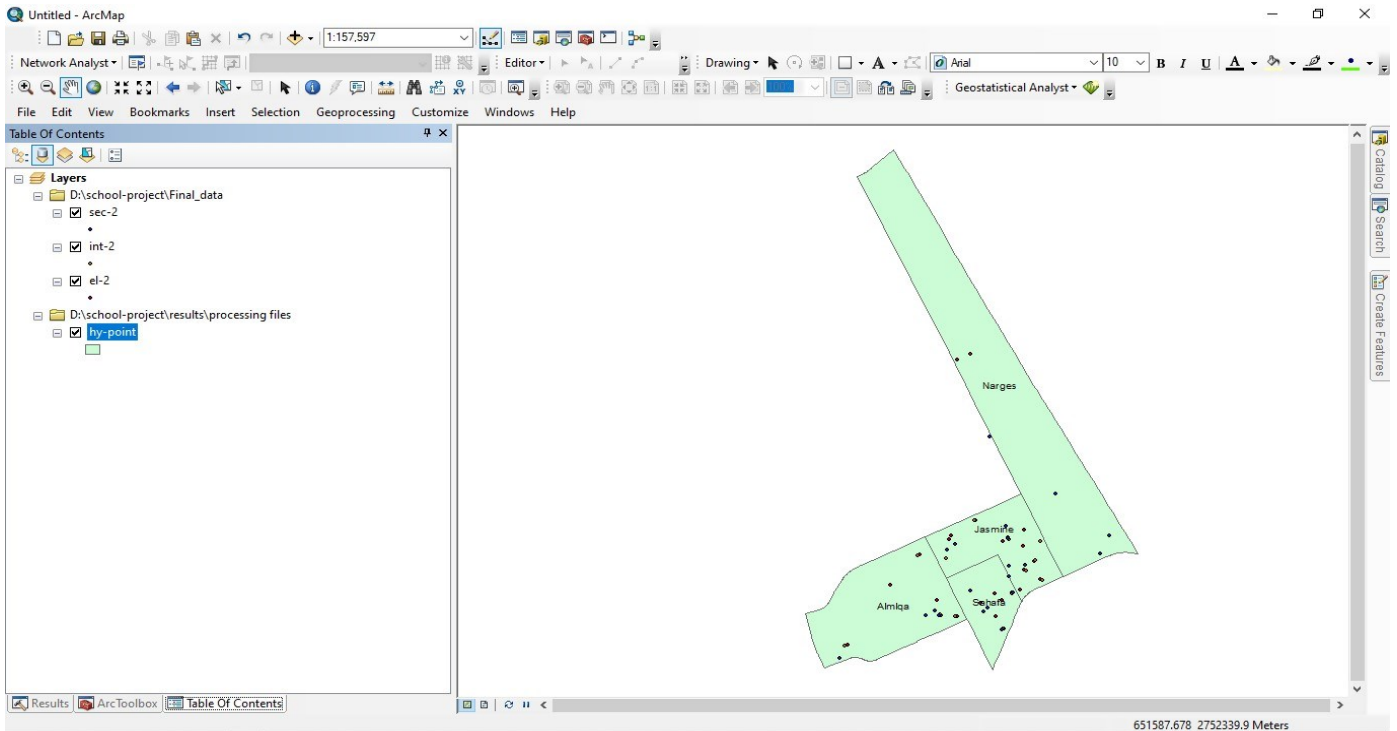 Untitled - ArcMap
1:157,597
Network Analyst
Editor
Drawing
A
Arial
10
B I U A
Geostatistical Analyst
File Edit View Bookmarks Insert Selection Geoprocessing Customize Windows Help
Table Of Contents
Layers
D:\school-project\Final_data
sec-2
int-2
el-2
D:\school-project\results\processing files
hy-point
Narges
Jasmine
Almlqa
Sahafa
Catalog
Search
Create Features
Results ArcToolbox Table Of Contents
651587.678 2752339.9 Meters